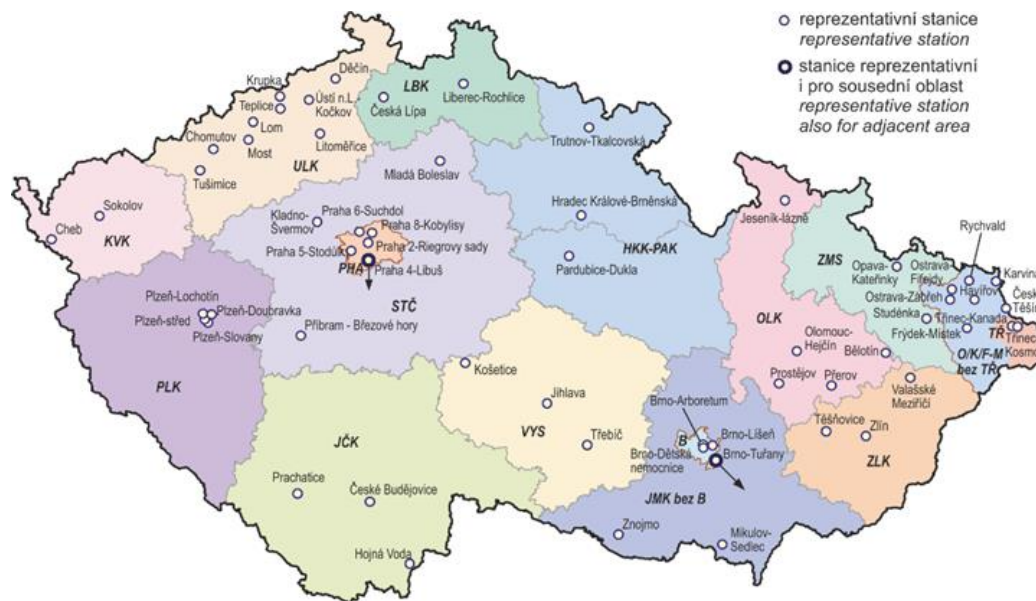 reprezentativní stanice
representative station
stanice reprezentativní
i pro sousední oblast
representative station
also for adjacent area
Děčín
Krupka
Teplice
Ústí n.L.-
Kočkov
Lom
Chomutov
Most
Litoměřice
ULK
Tušimice
LBK
Česká Lípa
Liberec-Rochlice
Trutnov-Tkalcovská
Mladá Boleslav
Hradec Králové-Brněnská
HKK-PAK
Pardubice-Dukla
Sokolov
Cheb
KVK
Kladno-
Švermov
Praha 6-Suchdol
Praha 8-Kobylisy
Praha 2-Riegrovy sady
Praha 5-Stodůlky
PHA
Praha 4-Libuš
STČ
Příbram - Březové hory
Plzeň-Lochotín
Plzeň-Doubravka
Plzeň-střed
Plzeň-Slovany
PLK
Jeseník-lázně
ZMS
Opava-
Kateřinky
Ostrava-
Fifejdy
Rychvald
Karviná
Havířov
Český
Těšín
Ostrava-Zábřeh
Studénka
Třinec-Kanada
Frýdek-Místek
TŘ
Třinec-
Kosmos
O/K/F-M
bez TŘ
OLK
Olomouc-
Hejčín
Bělotín
Prostějov
Přerov
Valašské
Meziříčí
Těšňovice
Zlín
ZLK
Košetice
Jihlava
VYS
Třebíč
Brno-Arboretum
B
Brno-Líšeň
Brno-Dětská
nemocnice
Brno-Tuřany
JMK bez B
Znojmo
Mikulov-
Sedlec
JČK
Prachatice
České Budějovice
Hojná Voda